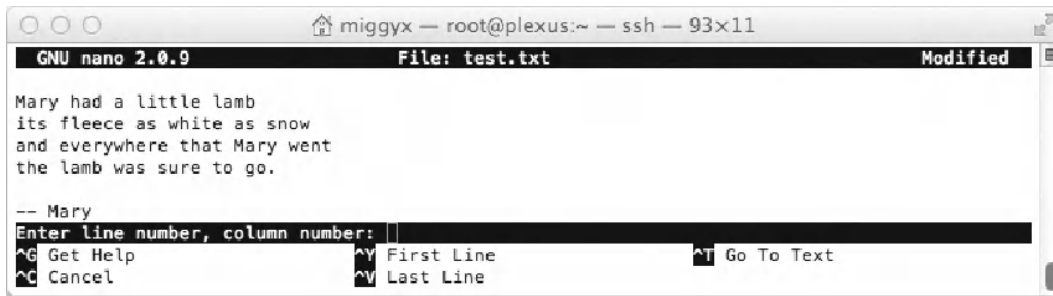 miggyx — root@plexus:~ — ssh — 93×11
GNU nano 2.0.9 File: test.txt Modified
Mary had a little lamb
its fleece as white as snow
and everywhere that Mary went
the lamb was sure to go.
-- Mary
Enter line number, column number:
^G Get Help ^Y First Line ^T Go To Text
^C Cancel ^V Last Line